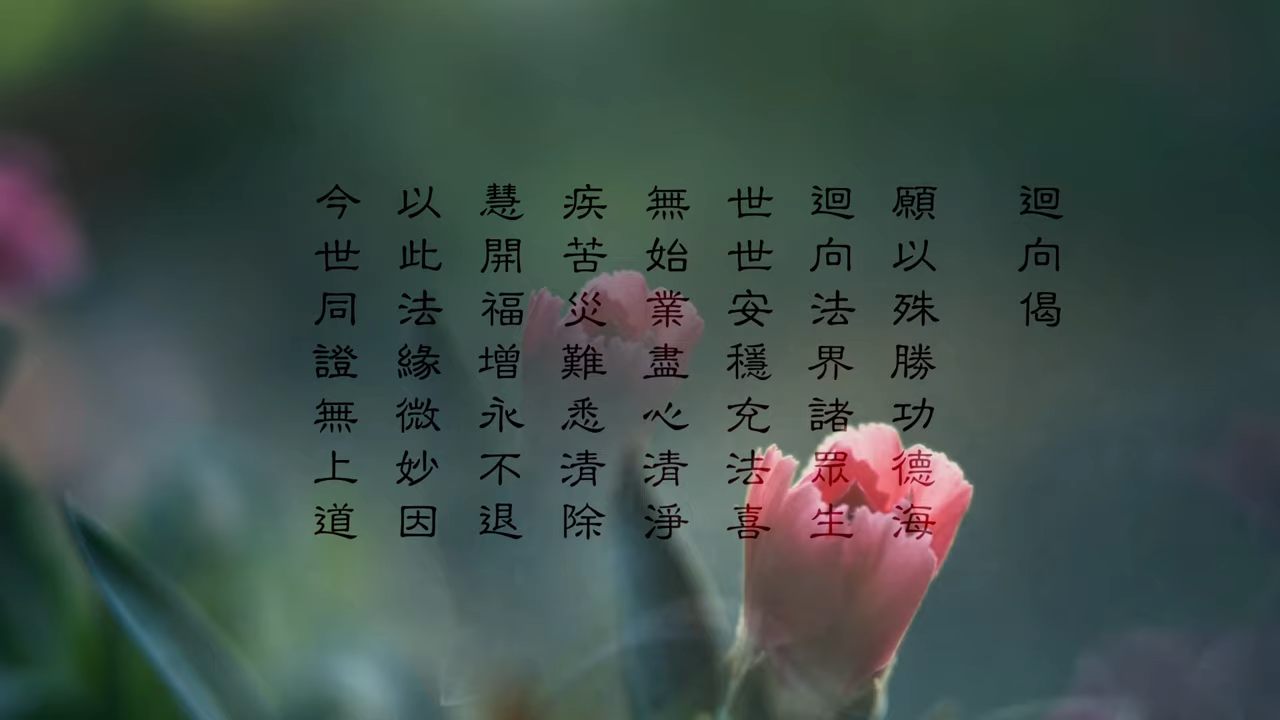 迴向偈
願以殊勝功德海
迴向法界諸眾生
世世安穩充法喜
無始業盡心清淨
疾苦災難悉清除
慧開福增永不退
以此法緣微妙因
今世同證無上道